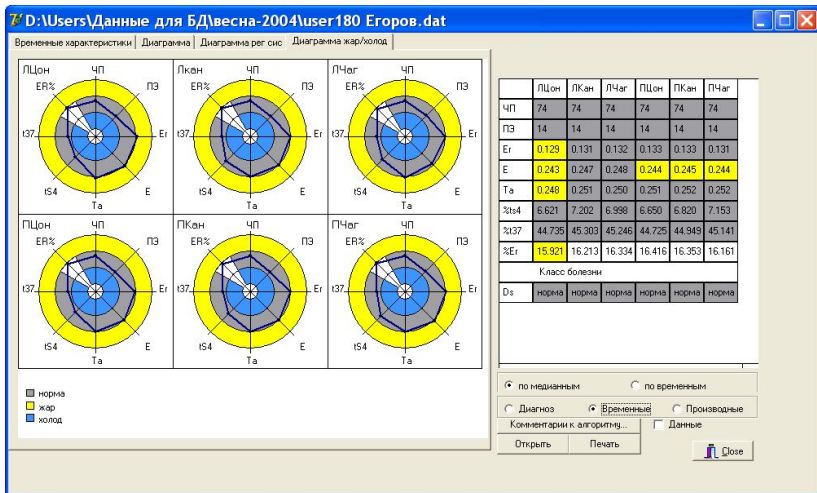 D:\Users\Данные для БД\весна-2004\user180 Егоров.dat
Временные характеристики Диаграмма Диаграмма рег сис Диаграмма жар/холод
ЛЦон ЧП ПЭ Er E Ta tS4 t37 ER%
Лкан ЧП ПЭ Er E Ta tS4 t37 ER%
ЛЧаг ЧП ПЭ Er E Ta tS4 t37 ER%
ПЦон ЧП ПЭ Er E Ta tS4 t37 ER%
ПКан ЧП ПЭ Er E Ta tS4 t37 ER%
ПЧаг ЧП ПЭ Er E Ta tS4 t37 ER%
норма
жар
холод
ЛЦон ЛКан ЛЧаг ПЦон ПКан ПЧаг
ЧП 74 74 74 74 74 74
ПЭ 14 14 14 14 14 14
Er 0.129 0.131 0.132 0.133 0.133 0.131
E 0.243 0.247 0.248 0.244 0.245 0.244
Ta 0.248 0.251 0.250 0.251 0.252 0.252
%ts4 6.621 7.202 6.998 6.650 6.820 7.153
%t37 44.735 45.303 45.246 44.725 44.949 45.141
%Er 15.921 16.213 16.334 16.416 16.353 16.161
Класс болезни
Ds норма норма норма норма норма норма
по медианным по временным
Диагноз Временные Производные
Комментарии к алгоритму... Данные
Открыть Печать
Close